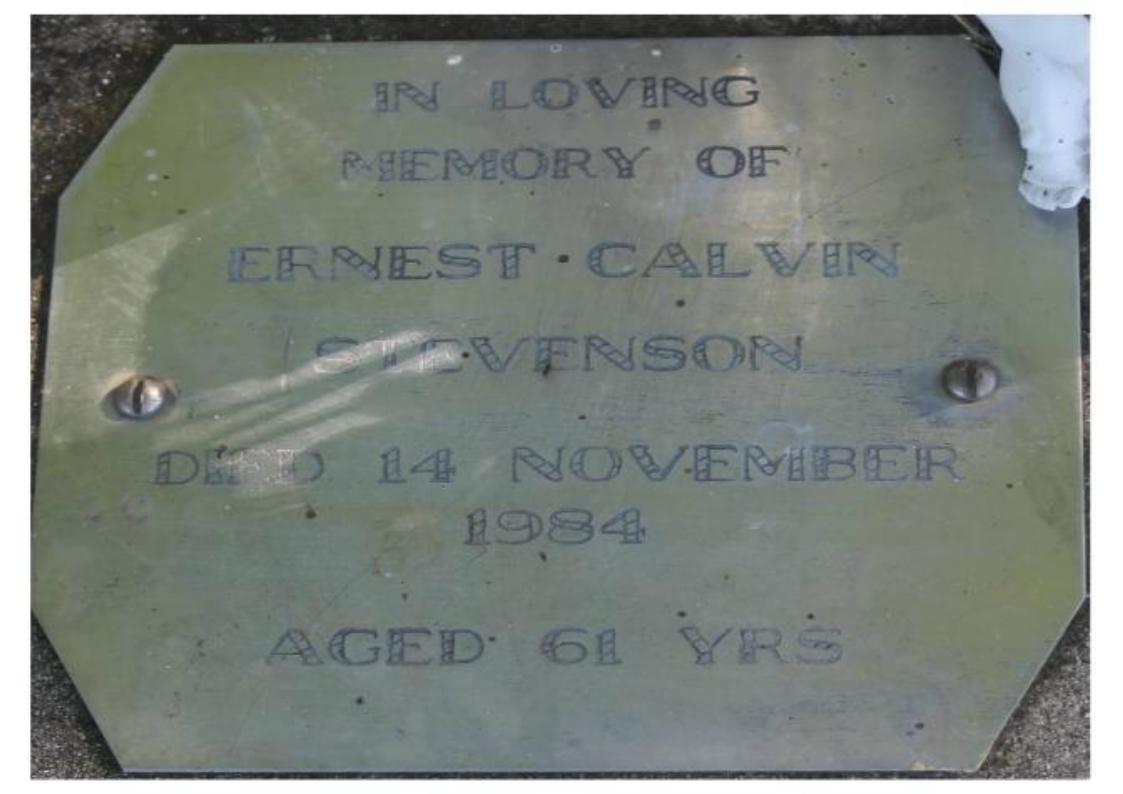 IN LOVING
MEMORY OF
ERNEST CALVIN
STEVENSON
DIED 14 NOVEMBER
1984
AGED 61 YRS